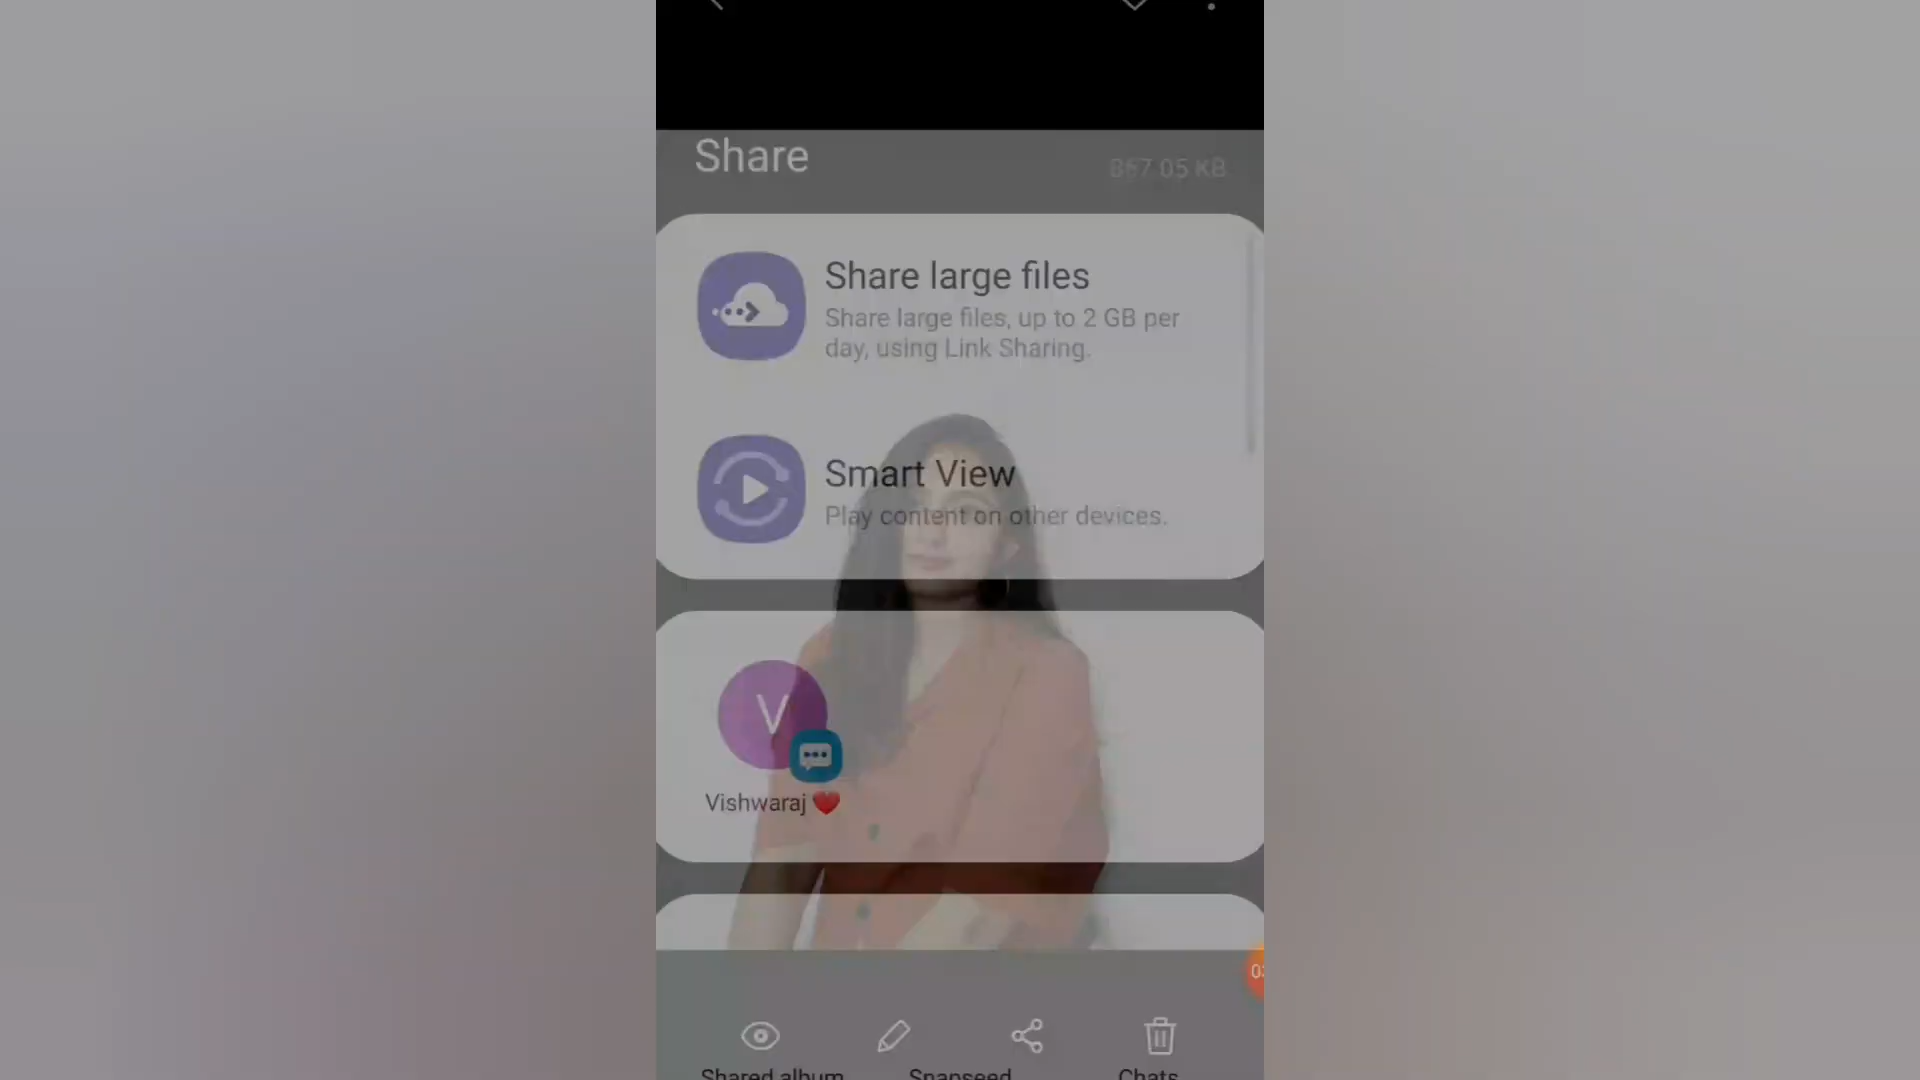 Share
867.05 KB
Share large files
Share large files, up to 2 GB per
day, using Link Sharing.
Smart View
Play content on other devices.
V
Vishwaraj ❤️
Shared album
Snapseed
Chats